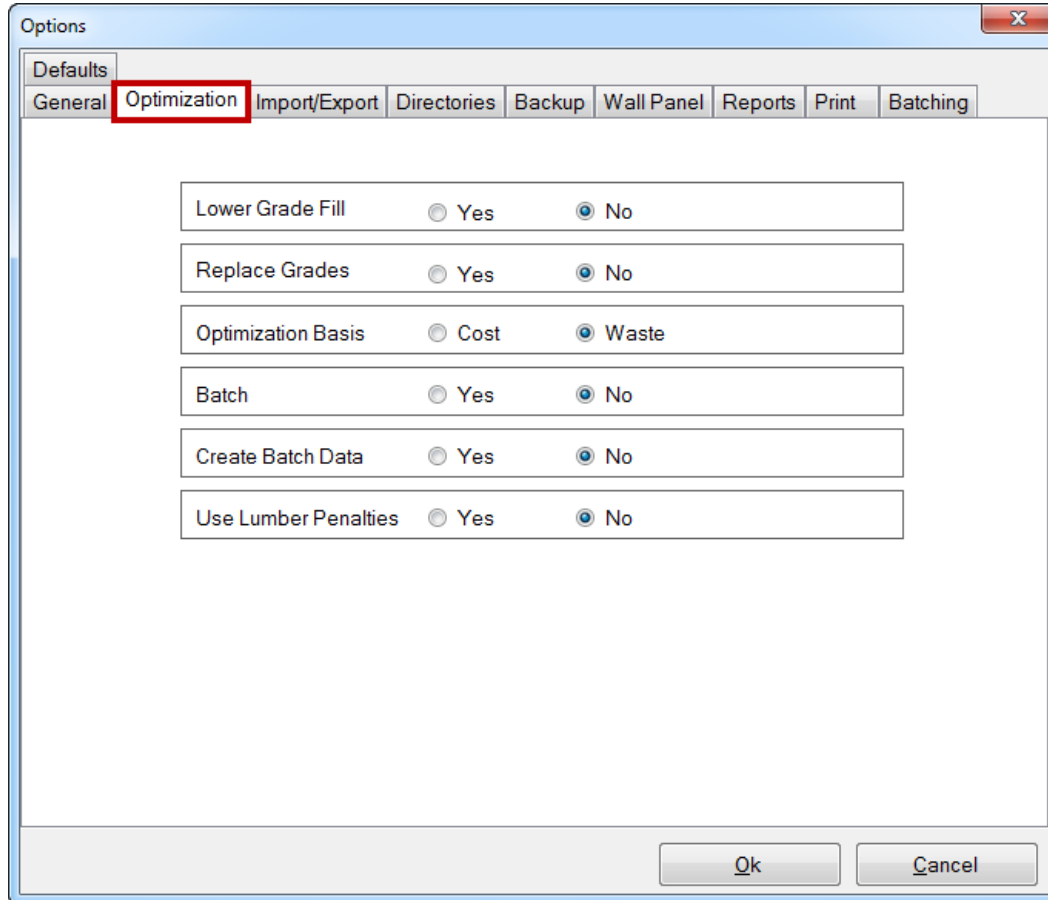 Options
X
Defaults
General Optimization Import/Export Directories Backup Wall Panel Reports Print Batching
Lower Grade Fill Yes No
Replace Grades Yes No
Optimization Basis Cost Waste
Batch Yes No
Create Batch Data Yes No
Use Lumber Penalties Yes No
Ok Cancel